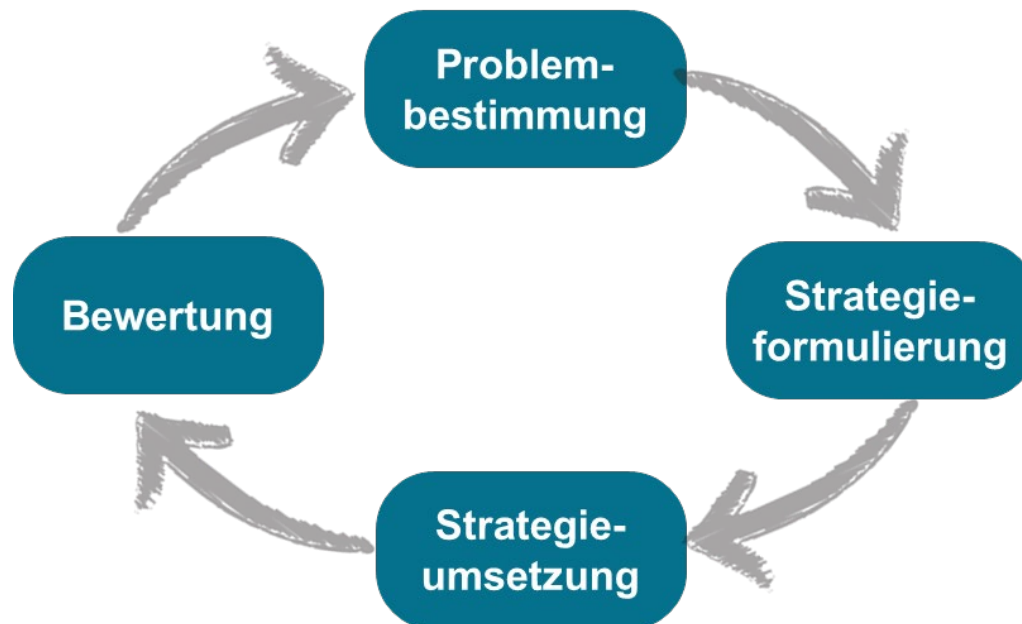 Problem-
bestimmung
Strategie-
formulierung
Strategie-
umsetzung
Bewertung